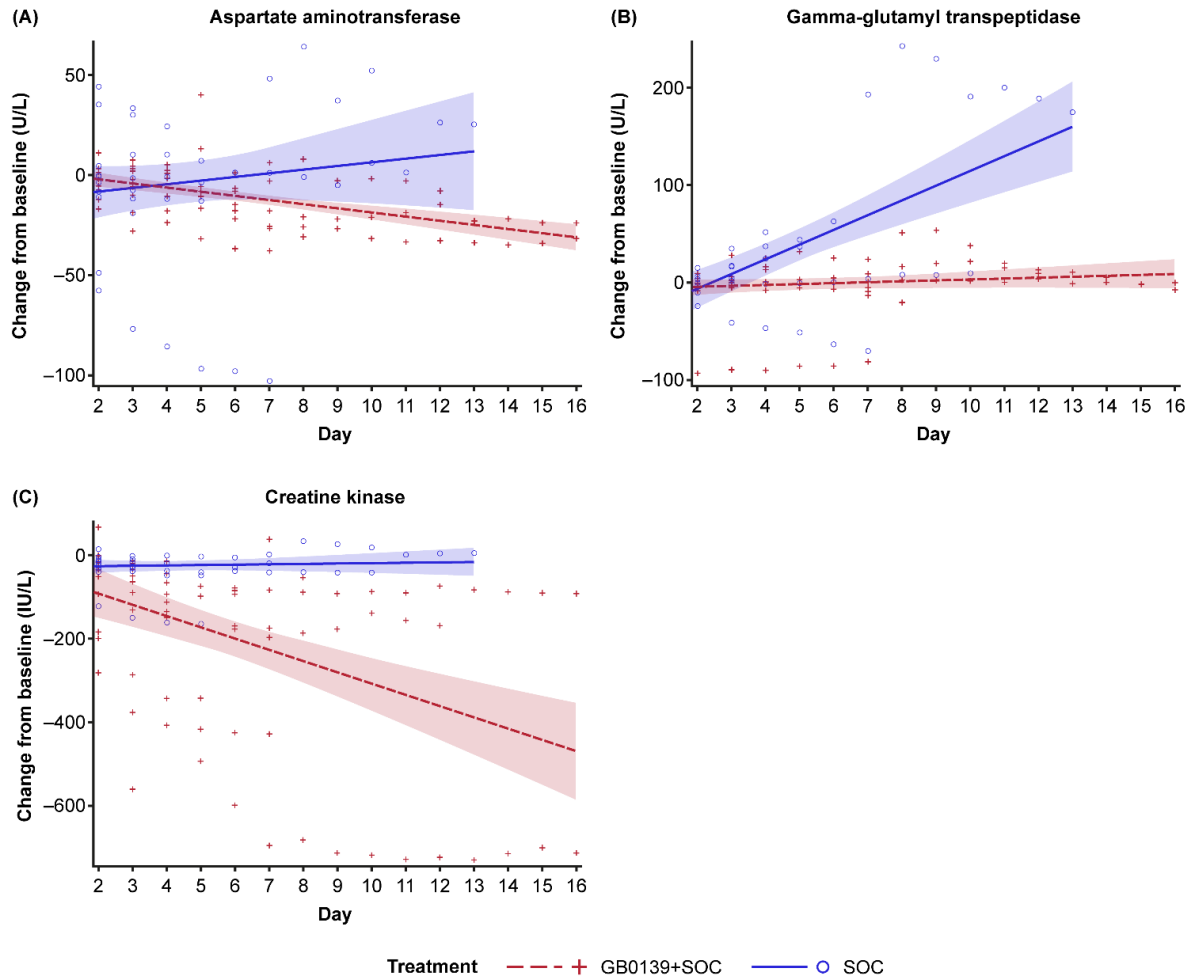 (A) Aspartate aminotransferase
Change from baseline (U/L)
50
0
−50
−100
2 3 4 5 6 7 8 9 10 11 12 13 14 15 16
Day
(B) Gamma-glutamyl transpeptidase
Change from baseline (U/L)
200
100
0
−100
2 3 4 5 6 7 8 9 10 11 12 13 14 15 16
Day
(C) Creatine kinase
Change from baseline (IU/L)
0
−200
−400
−600
2 3 4 5 6 7 8 9 10 11 12 13 14 15 16
Day
Treatment GB0139+SOC SOC